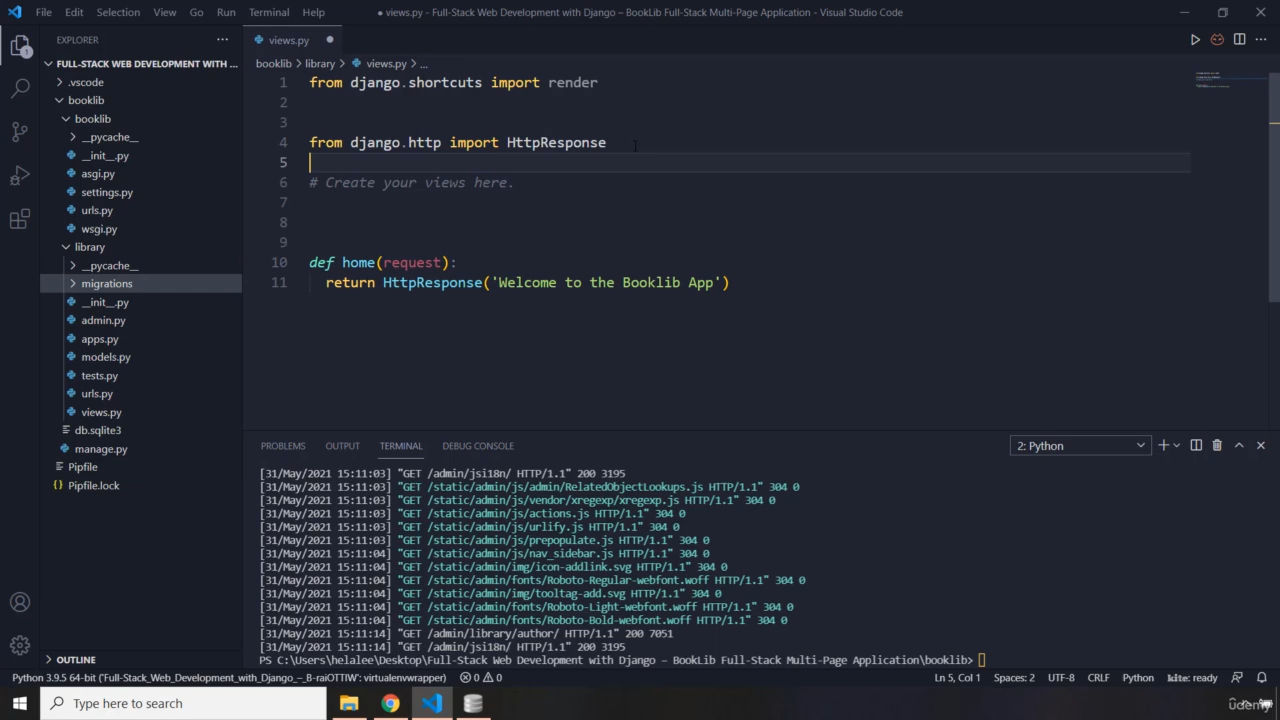 File Edit Selection View Go Run Terminal Help
● views.py - Full-Stack Web Development with Django – BookLib Full-Stack Multi-Page Application - Visual Studio Code
EXPLORER
FULL-STACK WEB DEVELOPMENT WITH ...
.vscode
booklib
booklib
__pycache__
__init__.py
asgi.py
settings.py
urls.py
wsgi.py
library
__pycache__
migrations
__init__.py
admin.py
apps.py
models.py
tests.py
urls.py
views.py
db.sqlite3
manage.py
Pipfile
{} Pipfile.lock
OUTLINE
1
views.py ●
booklib > library > views.py > ...
1 from django.shortcuts import render
2
3
4 from django.http import HttpResponse
5
6 # Create your views here.
7
8
9
10 def home(request):
11 return HttpResponse('Welcome to the Booklib App')
PROBLEMS OUTPUT TERMINAL DEBUG CONSOLE 2: Python
[31/May/2021 15:11:03] "GET /admin/jsi18n/ HTTP/1.1" 200 3195
[31/May/2021 15:11:03] "GET /static/admin/js/admin/RelatedObjectLookups.js HTTP/1.1" 304 0
[31/May/2021 15:11:03] "GET /static/admin/js/vendor/xregexp/xregexp.js HTTP/1.1" 304 0
[31/May/2021 15:11:03] "GET /static/admin/js/actions.js HTTP/1.1" 304 0
[31/May/2021 15:11:03] "GET /static/admin/js/urlify.js HTTP/1.1" 304 0
[31/May/2021 15:11:03] "GET /static/admin/js/prepopulate.js HTTP/1.1" 304 0
[31/May/2021 15:11:04] "GET /static/admin/js/nav_sidebar.js HTTP/1.1" 304 0
[31/May/2021 15:11:04] "GET /static/admin/img/icon-addlink.svg HTTP/1.1" 304 0
[31/May/2021 15:11:04] "GET /static/admin/fonts/Roboto-Regular-webfont.woff HTTP/1.1" 304 0
[31/May/2021 15:11:04] "GET /static/admin/img/tooltag-add.svg HTTP/1.1" 304 0
[31/May/2021 15:11:04] "GET /static/admin/fonts/Roboto-Light-webfont.woff HTTP/1.1" 304 0
[31/May/2021 15:11:04] "GET /static/admin/fonts/Roboto-Bold-webfont.woff HTTP/1.1" 304 0
[31/May/2021 15:11:14] "GET /admin/library/author/ HTTP/1.1" 200 7051
[31/May/2021 15:11:14] "GET /admin/jsi18n/ HTTP/1.1" 200 3195
PS C:\Users\helalee\Desktop\Full-Stack Web Development with Django – BookLib Full-Stack Multi-Page Application\booklib>
Python 3.9.5 64-bit ('Full-Stack_Web_Development_with_Django_–_B-raiOTTIW': virtualenvwrapper) 0 0 Ln 5, Col 1 Spaces: 2 UTF-8 CRLF Python kite: ready
Type here to search
udemy